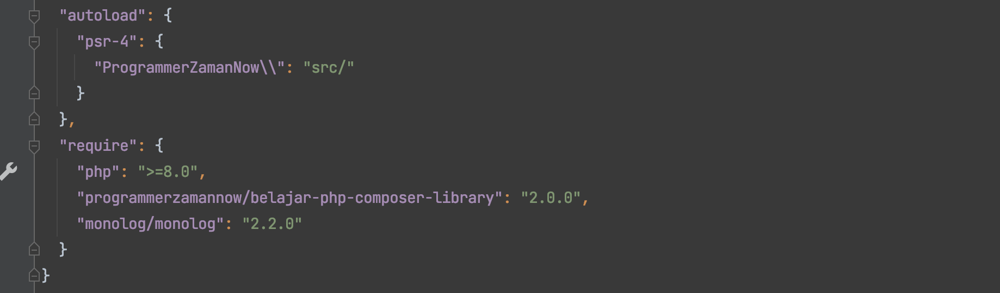 "autoload": {
"psr-4": {
"ProgrammerZamanNow\\": "src/"
}
},
"require": {
"php": ">=8.0",
"programmerzamannow/belajar-php-composer-library": "2.0.0",
"monolog/monolog": "2.2.0"
}
}